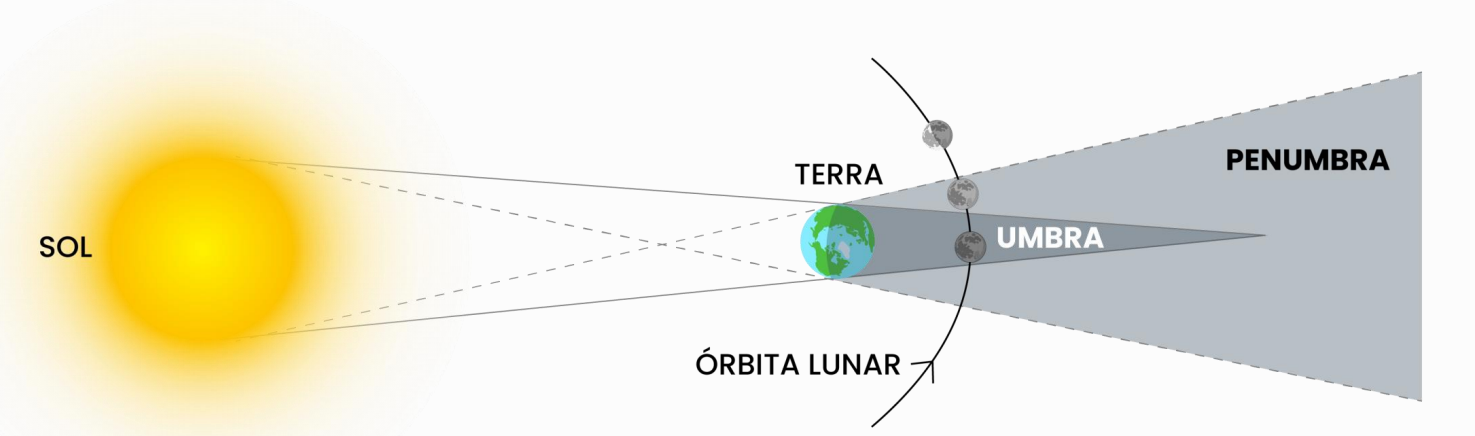 PENUMBRA
TERRA
UMBRA
SOL
ÓRBITA LUNAR